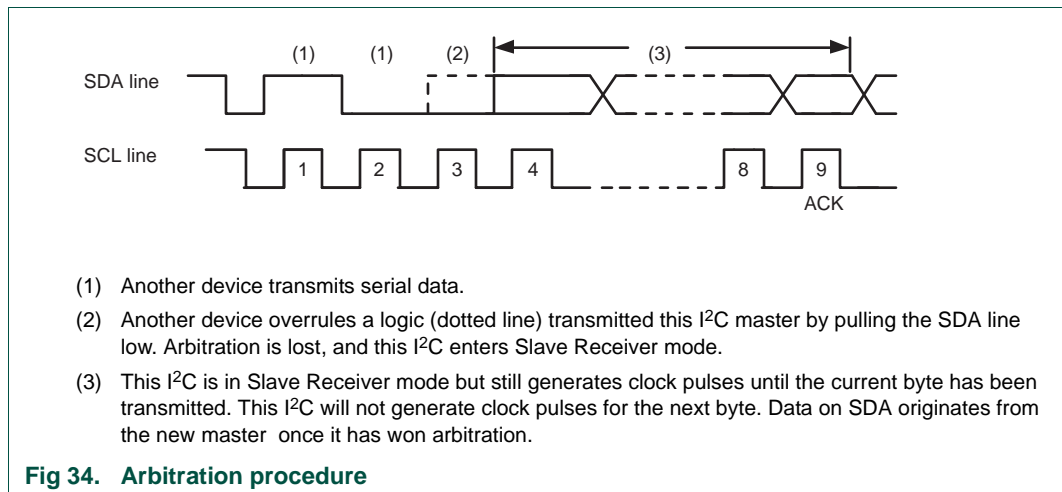 (1) (1) (2) (3)
SDA line
SCL line
1 2 3 4 8 9
ACK
(1) Another device transmits serial data.
(2) Another device overrules a logic (dotted line) transmitted this I2C master by pulling the SDA line
low. Arbitration is lost, and this I2C enters Slave Receiver mode.
(3) This I2C is in Slave Receiver mode but still generates clock pulses until the current byte has been
transmitted. This I2C will not generate clock pulses for the next byte. Data on SDA originates from
the new master once it has won arbitration.
Fig 34. Arbitration procedure